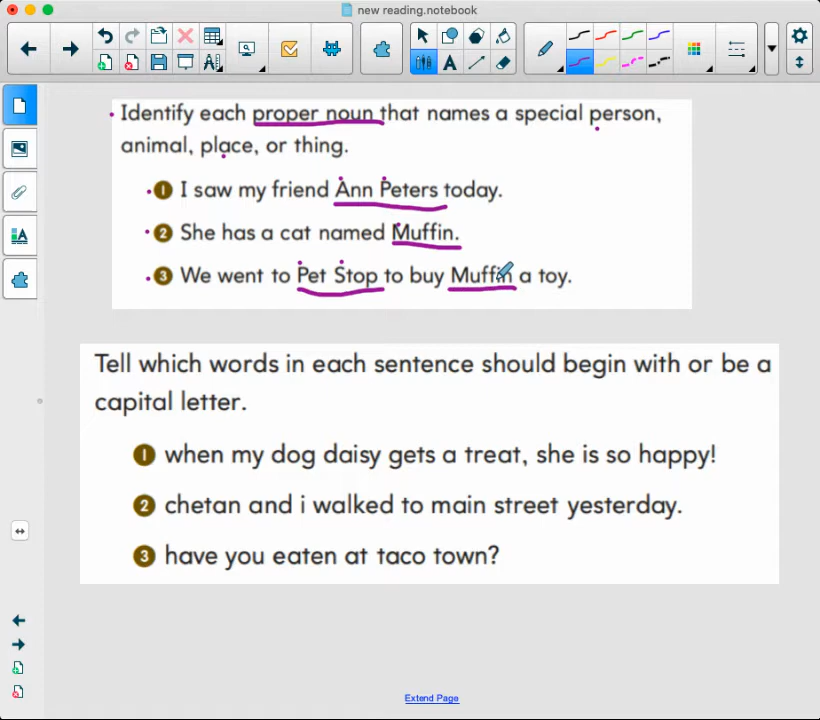 new reading.notebook
Identify each proper noun that names a special person,
animal, place, or thing.
1 I saw my friend Ann Peters today.
2 She has a cat named Muffin.
3 We went to Pet Stop to buy Muffin a toy.
Tell which words in each sentence should begin with or be a
capital letter.
1 when my dog daisy gets a treat, she is so happy!
2 chetan and i walked to main street yesterday.
3 have you eaten at taco town?
Extend Page